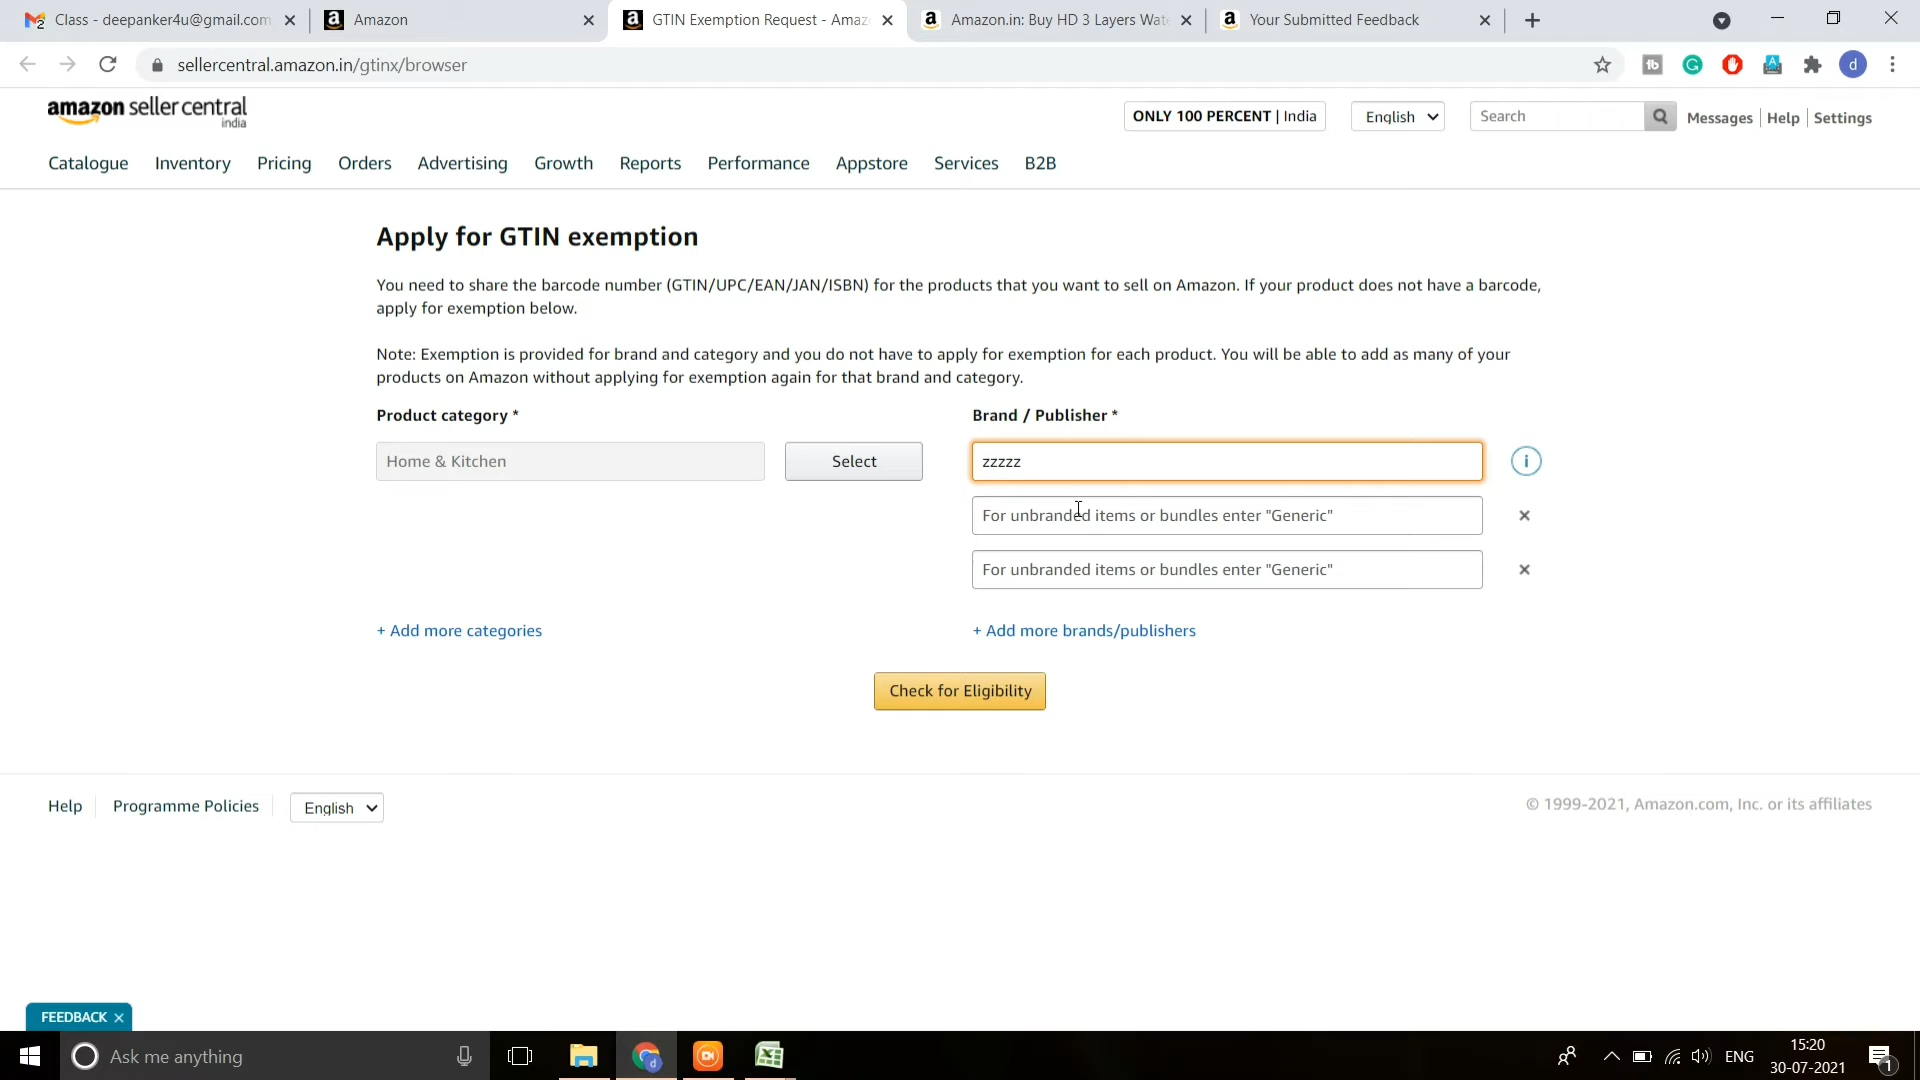 Class - deepanker4u@gmail.com
Amazon
GTIN Exemption Request - Amaz
Amazon.in: Buy HD 3 Layers Wat
Your Submitted Feedback
sellercentral.amazon.in/gtinx/browser
d
amazon seller central
india
ONLY 100 PERCENT | India
English
Search
Messages
Help
Settings
Catalogue
Inventory
Pricing
Orders
Advertising
Growth
Reports
Performance
Appstore
Services
B2B
Apply for GTIN exemption
You need to share the barcode number (GTIN/UPC/EAN/JAN/ISBN) for the products that you want to sell on Amazon. If your product does not have a barcode,
apply for exemption below.
Note: Exemption is provided for brand and category and you do not have to apply for exemption for each product. You will be able to add as many of your
products on Amazon without applying for exemption again for that brand and category.
Product category *
Brand / Publisher *
Home & Kitchen
Select
zzzzz
For unbranded items or bundles enter "Generic"
For unbranded items or bundles enter "Generic"
+ Add more categories
+ Add more brands/publishers
Check for Eligibility
Help
Programme Policies
English
© 1999-2021, Amazon.com, Inc. or its affiliates
FEEDBACK
Ask me anything
ENG
15:20
30-07-2021
1